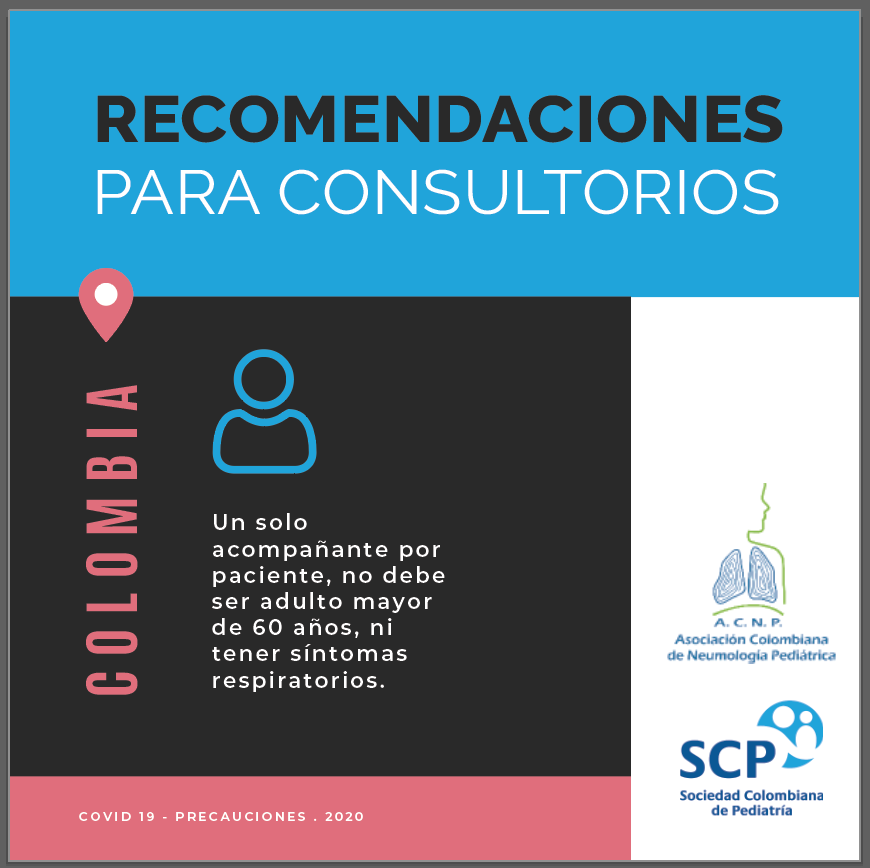 RECOMENDACIONES
PARA CONSULTORIOS
COLOMBIA
Un solo
acompañante por
paciente, no debe
ser adulto mayor
de 60 años, ni
tener síntomas
respiratorios.
A. C. N. P.
Asociación Colombiana
de Neumología Pediátrica
SCP
Sociedad Colombiana
de Pediatría
COVID 19 - PRECAUCIONES . 2020